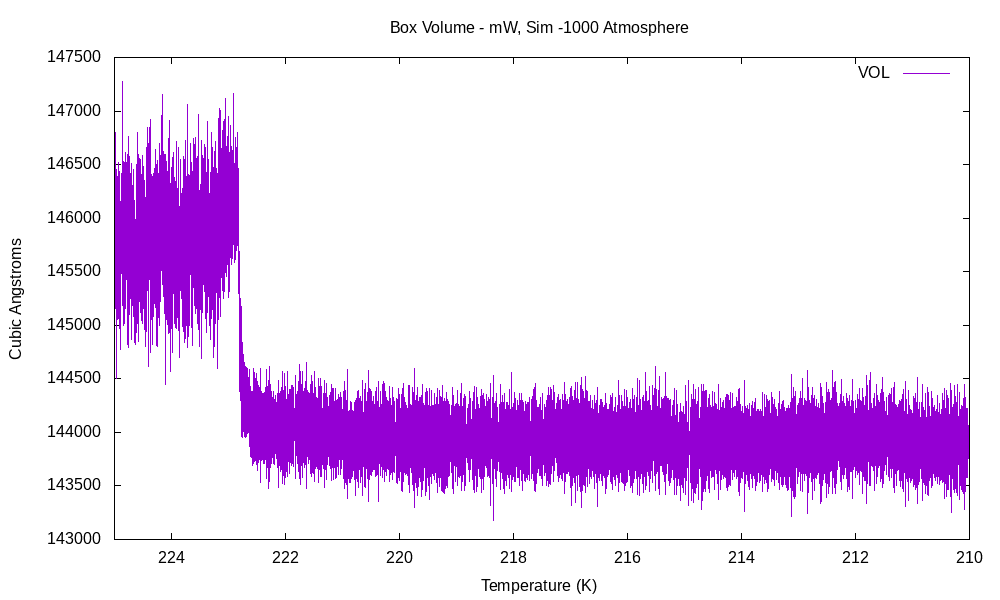 Box Volume - mW, Sim -1000 Atmosphere
VOL
147500
147000
146500
146000
145500
145000
144500
144000
143500
143000
Cubic Angstroms
224 222 220 218 216 214 212 210
Temperature (K)